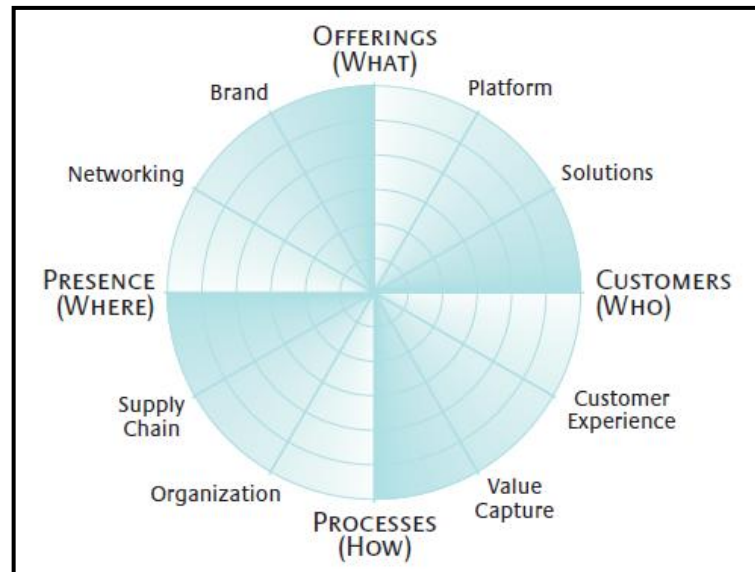 OFFERINGS
(WHAT)
Platform
Solutions
CUSTOMERS
(WHO)
Customer
Experience
Value
Capture
PROCESSES
(HOW)
Organization
Supply
Chain
PRESENCE
(WHERE)
Networking
Brand